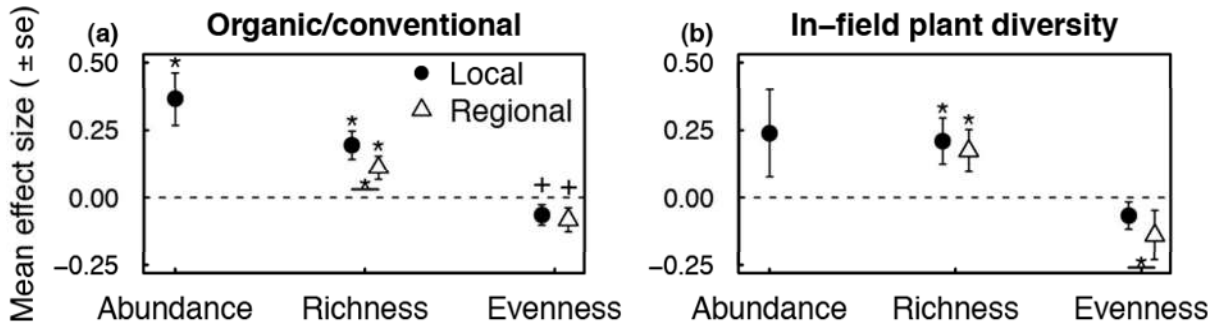 (a) Organic/conventional
(b) In-field plant diversity
Mean effect size (± se)
0.50
0.25
0.00
−0.25
* * * * + +
● Local
△ Regional
Abundance Richness Evenness
0.50
0.25
0.00
−0.25
* * *
Abundance Richness Evenness